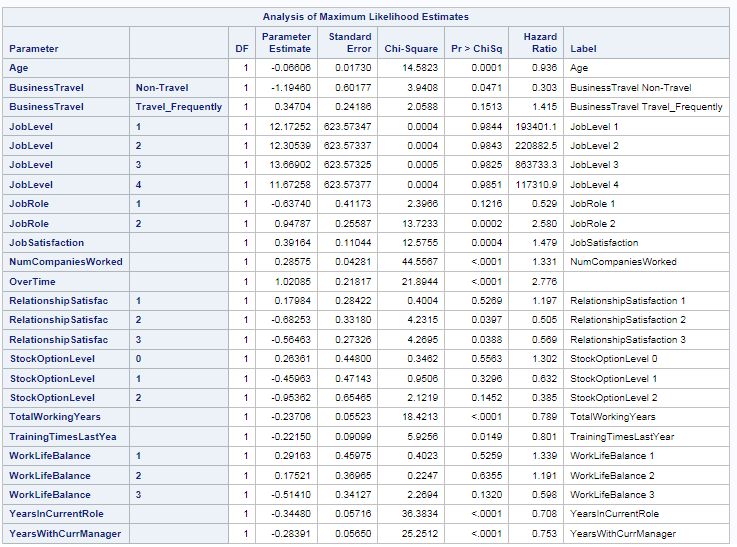 Analysis of Maximum Likelihood Estimates
Parameter DF Parameter Estimate Standard Error Chi-Square Pr > ChiSq Hazard Ratio Label
Age 1 -0.06606 0.01730 14.5823 0.0001 0.936 Age
BusinessTravel Non-Travel 1 -1.19460 0.60177 3.9408 0.0471 0.303 BusinessTravel Non-Travel
BusinessTravel Travel_Frequently 1 0.34704 0.24186 2.0588 0.1513 1.415 BusinessTravel Travel_Frequently
JobLevel 1 1 12.17252 623.57347 0.0004 0.9844 193401.1 JobLevel 1
JobLevel 2 1 12.30539 623.57337 0.0004 0.9843 220882.5 JobLevel 2
JobLevel 3 1 13.66902 623.57325 0.0005 0.9825 863733.3 JobLevel 3
JobLevel 4 1 11.67258 623.57377 0.0004 0.9851 117310.9 JobLevel 4
JobRole 1 1 -0.63740 0.41173 2.3966 0.1216 0.529 JobRole 1
JobRole 2 1 0.94787 0.25587 13.7233 0.0002 2.580 JobRole 2
JobSatisfaction 1 0.39164 0.11044 12.5755 0.0004 1.479 JobSatisfaction
NumCompaniesWorked 1 0.28575 0.04281 44.5567 <.0001 1.331 NumCompaniesWorked
OverTime 1 1.02085 0.21817 21.8944 <.0001 2.776
RelationshipSatisfac 1 1 0.17984 0.28422 0.4004 0.5269 1.197 RelationshipSatisfaction 1
RelationshipSatisfac 2 1 -0.68253 0.33180 4.2315 0.0397 0.505 RelationshipSatisfaction 2
RelationshipSatisfac 3 1 -0.56463 0.27326 4.2695 0.0388 0.569 RelationshipSatisfaction 3
StockOptionLevel 0 1 0.26361 0.44800 0.3462 0.5563 1.302 StockOptionLevel 0
StockOptionLevel 1 1 -0.45963 0.47143 0.9506 0.3296 0.632 StockOptionLevel 1
StockOptionLevel 2 1 -0.95362 0.65465 2.1219 0.1452 0.385 StockOptionLevel 2
TotalWorkingYears 1 -0.23706 0.05523 18.4213 <.0001 0.789 TotalWorkingYears
TrainingTimesLastYea 1 -0.22150 0.09099 5.9256 0.0149 0.801 TrainingTimesLastYear
WorkLifeBalance 1 1 0.29163 0.45975 0.4023 0.5259 1.339 WorkLifeBalance 1
WorkLifeBalance 2 1 0.17521 0.36965 0.2247 0.6355 1.191 WorkLifeBalance 2
WorkLifeBalance 3 1 -0.51410 0.34127 2.2694 0.1320 0.598 WorkLifeBalance 3
YearsInCurrentRole 1 -0.34480 0.05716 36.3834 <.0001 0.708 YearsInCurrentRole
YearsWithCurrManager 1 -0.28391 0.05650 25.2512 <.0001 0.753 YearsWithCurrManager